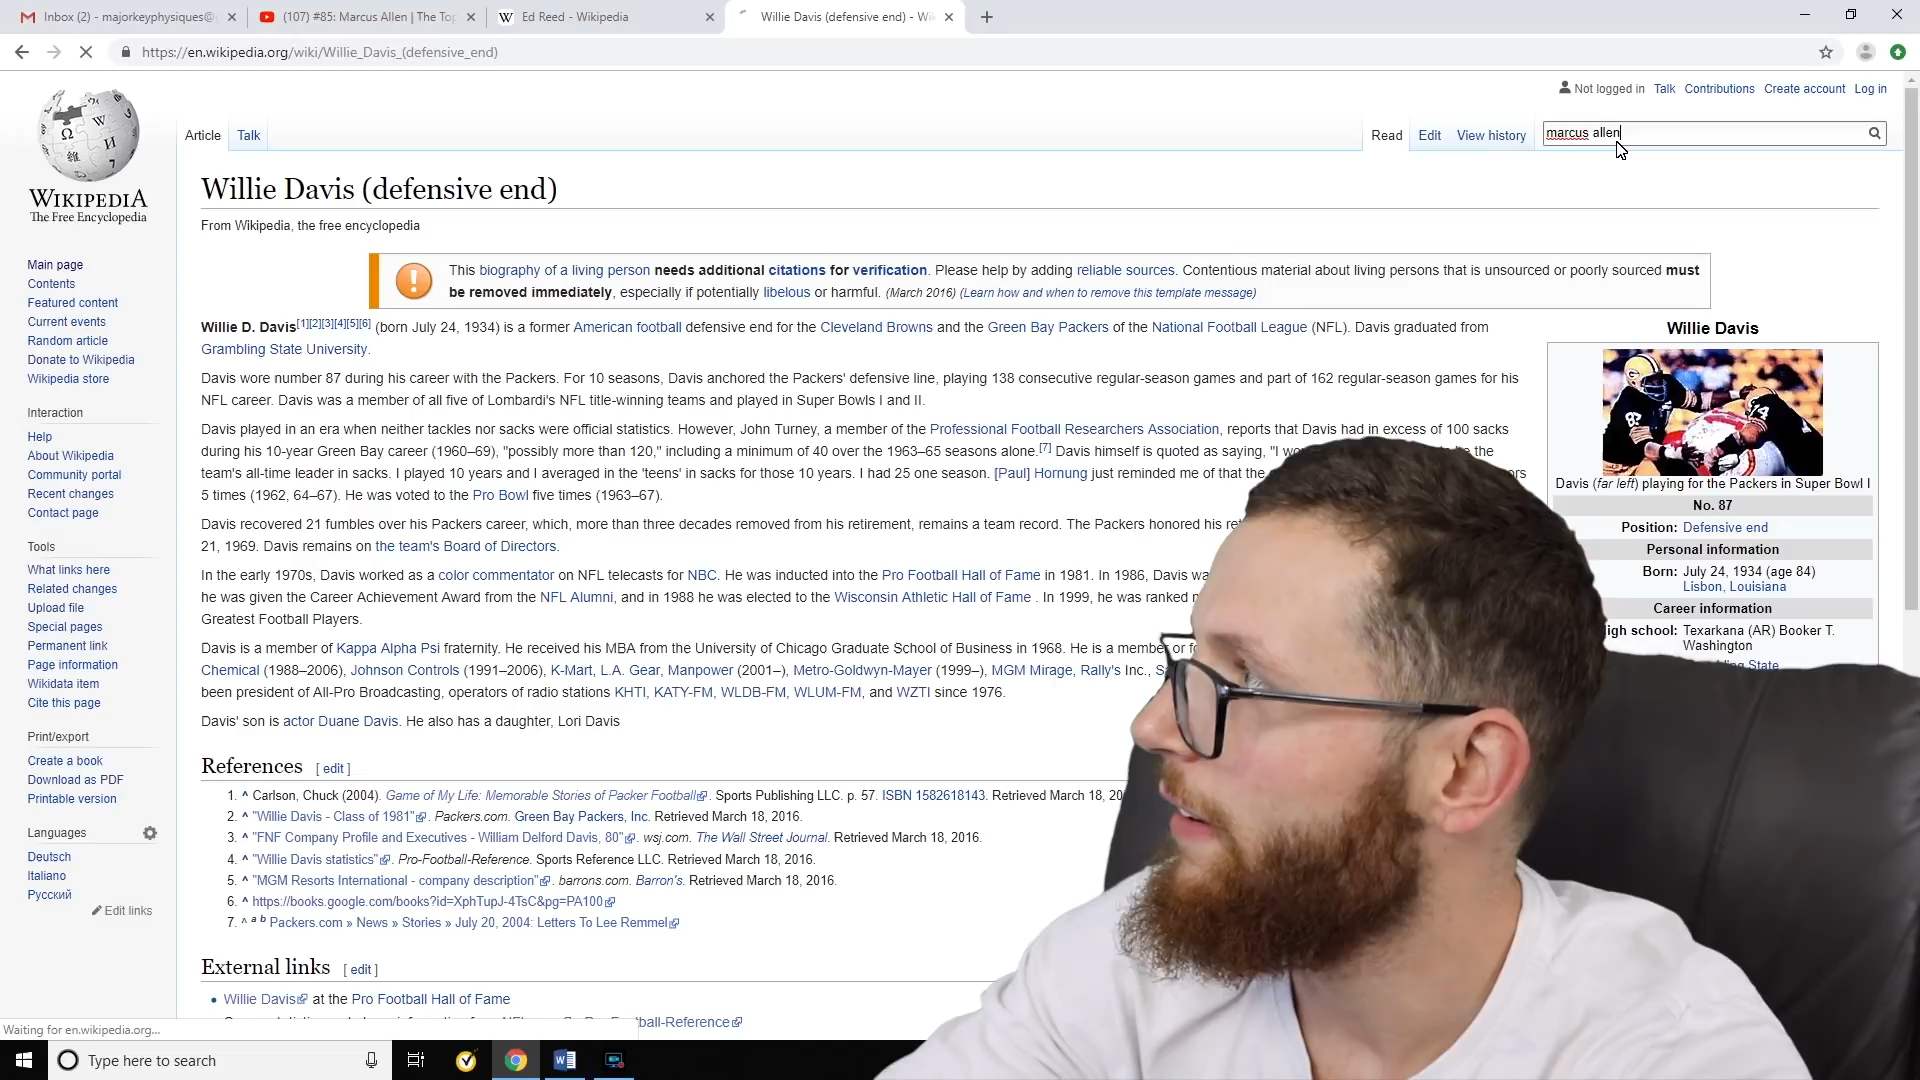 Inbox (2) - majorkeyphysiques@
(107) #85: Marcus Allen | The Top
Ed Reed - Wikipedia
Willie Davis (defensive end) - Wi
https://en.wikipedia.org/wiki/Willie_Davis_(defensive_end)
Not logged in Talk Contributions Create account Log in
Article Talk
Read Edit View history
marcus allen
WIKIPEDIA
The Free Encyclopedia
Main page
Contents
Featured content
Current events
Random article
Donate to Wikipedia
Wikipedia store
Interaction
Help
About Wikipedia
Community portal
Recent changes
Contact page
Tools
What links here
Related changes
Upload file
Special pages
Permanent link
Page information
Wikidata item
Cite this page
Print/export
Create a book
Download as PDF
Printable version
Languages
Deutsch
Italiano
Русский
Edit links
Willie Davis (defensive end)
From Wikipedia, the free encyclopedia
This biography of a living person needs additional citations for verification. Please help by adding reliable sources. Contentious material about living persons that is unsourced or poorly sourced must
be removed immediately, especially if potentially libelous or harmful. (March 2016) (Learn how and when to remove this template message)
Willie D. Davis[1][2][3][4][5][6] (born July 24, 1934) is a former American football defensive end for the Cleveland Browns and the Green Bay Packers of the National Football League (NFL). Davis graduated from
Grambling State University.
Davis wore number 87 during his career with the Packers. For 10 seasons, Davis anchored the Packers' defensive line, playing 138 consecutive regular-season games and part of 162 regular-season games for his
NFL career. Davis was a member of all five of Lombardi's NFL title-winning teams and played in Super Bowls I and II.
Davis played in an era when neither tackles nor sacks were official statistics. However, John Turney, a member of the Professional Football Researchers Association, reports that Davis had in excess of 100 sacks
during his 10-year Green Bay career (1960–69), "possibly more than 120," including a minimum of 40 over the 1963–65 seasons alone.[7] Davis himself is quoted as saying, "I the
team's all-time leader in sacks. I played 10 years and I averaged in the 'teens' in sacks for those 10 years. I had 25 one season. [Paul] Hornung just reminded me of that the
5 times (1962, 64–67). He was voted to the Pro Bowl five times (1963–67).
Davis recovered 21 fumbles over his Packers career, which, more than three decades removed from his retirement, remains a team record. The Packers honored his
21, 1969. Davis remains on the team's Board of Directors.
In the early 1970s, Davis worked as a color commentator on NFL telecasts for NBC. He was inducted into the Pro Football Hall of Fame in 1981. In 1986, Davis
he was given the Career Achievement Award from the NFL Alumni, and in 1988 he was elected to the Wisconsin Athletic Hall of Fame . In 1999, he was ranked
Greatest Football Players.
Davis is a member of Kappa Alpha Psi fraternity. He received his MBA from the University of Chicago Graduate School of Business in 1968. He is a member or
Chemical (1988–2006), Johnson Controls (1991–2006), K-Mart, L.A. Gear, Manpower (2001–), Metro-Goldwyn-Mayer (1999–), MGM Mirage, Rally's Inc.,
been president of All-Pro Broadcasting, operators of radio stations KHTI, KATY-FM, WLDB-FM, WLUM-FM, and WZTI since 1976.
Davis' son is actor Duane Davis. He also has a daughter, Lori Davis
Willie Davis
Davis (far left) playing for the Packers in Super Bowl I
No. 87
Position: Defensive end
Personal information
Born: July 24, 1934 (age 84)
Lisbon, Louisiana
Career information
igh school: Texarkana (AR) Booker T.
Washington
State
References [ edit ]
1. ^ Carlson, Chuck (2004). Game of My Life: Memorable Stories of Packer Football. Sports Publishing LLC. p. 57. ISBN 1582618143. Retrieved March 18, 20
2. ^ "Willie Davis - Class of 1981". Packers.com. Green Bay Packers, Inc. Retrieved March 18, 2016.
3. ^ "FNF Company Profile and Executives - William Delford Davis, 80". wsj.com. The Wall Street Journal. Retrieved March 18, 2016.
4. ^ "Willie Davis statistics". Pro-Football-Reference. Sports Reference LLC. Retrieved March 18, 2016.
5. ^ "MGM Resorts International - company description". barrons.com. Barron's. Retrieved March 18, 2016.
6. ^ https://books.google.com/books?id=XphTupJ-4TsC&pg=PA100
7. ^ a b Packers.com » News » Stories » July 20, 2004: Letters To Lee Remmel
External links [ edit ]
• Willie Davis at the Pro Football Hall of Fame
ball-Reference
Waiting for en.wikipedia.org...
Type here to search